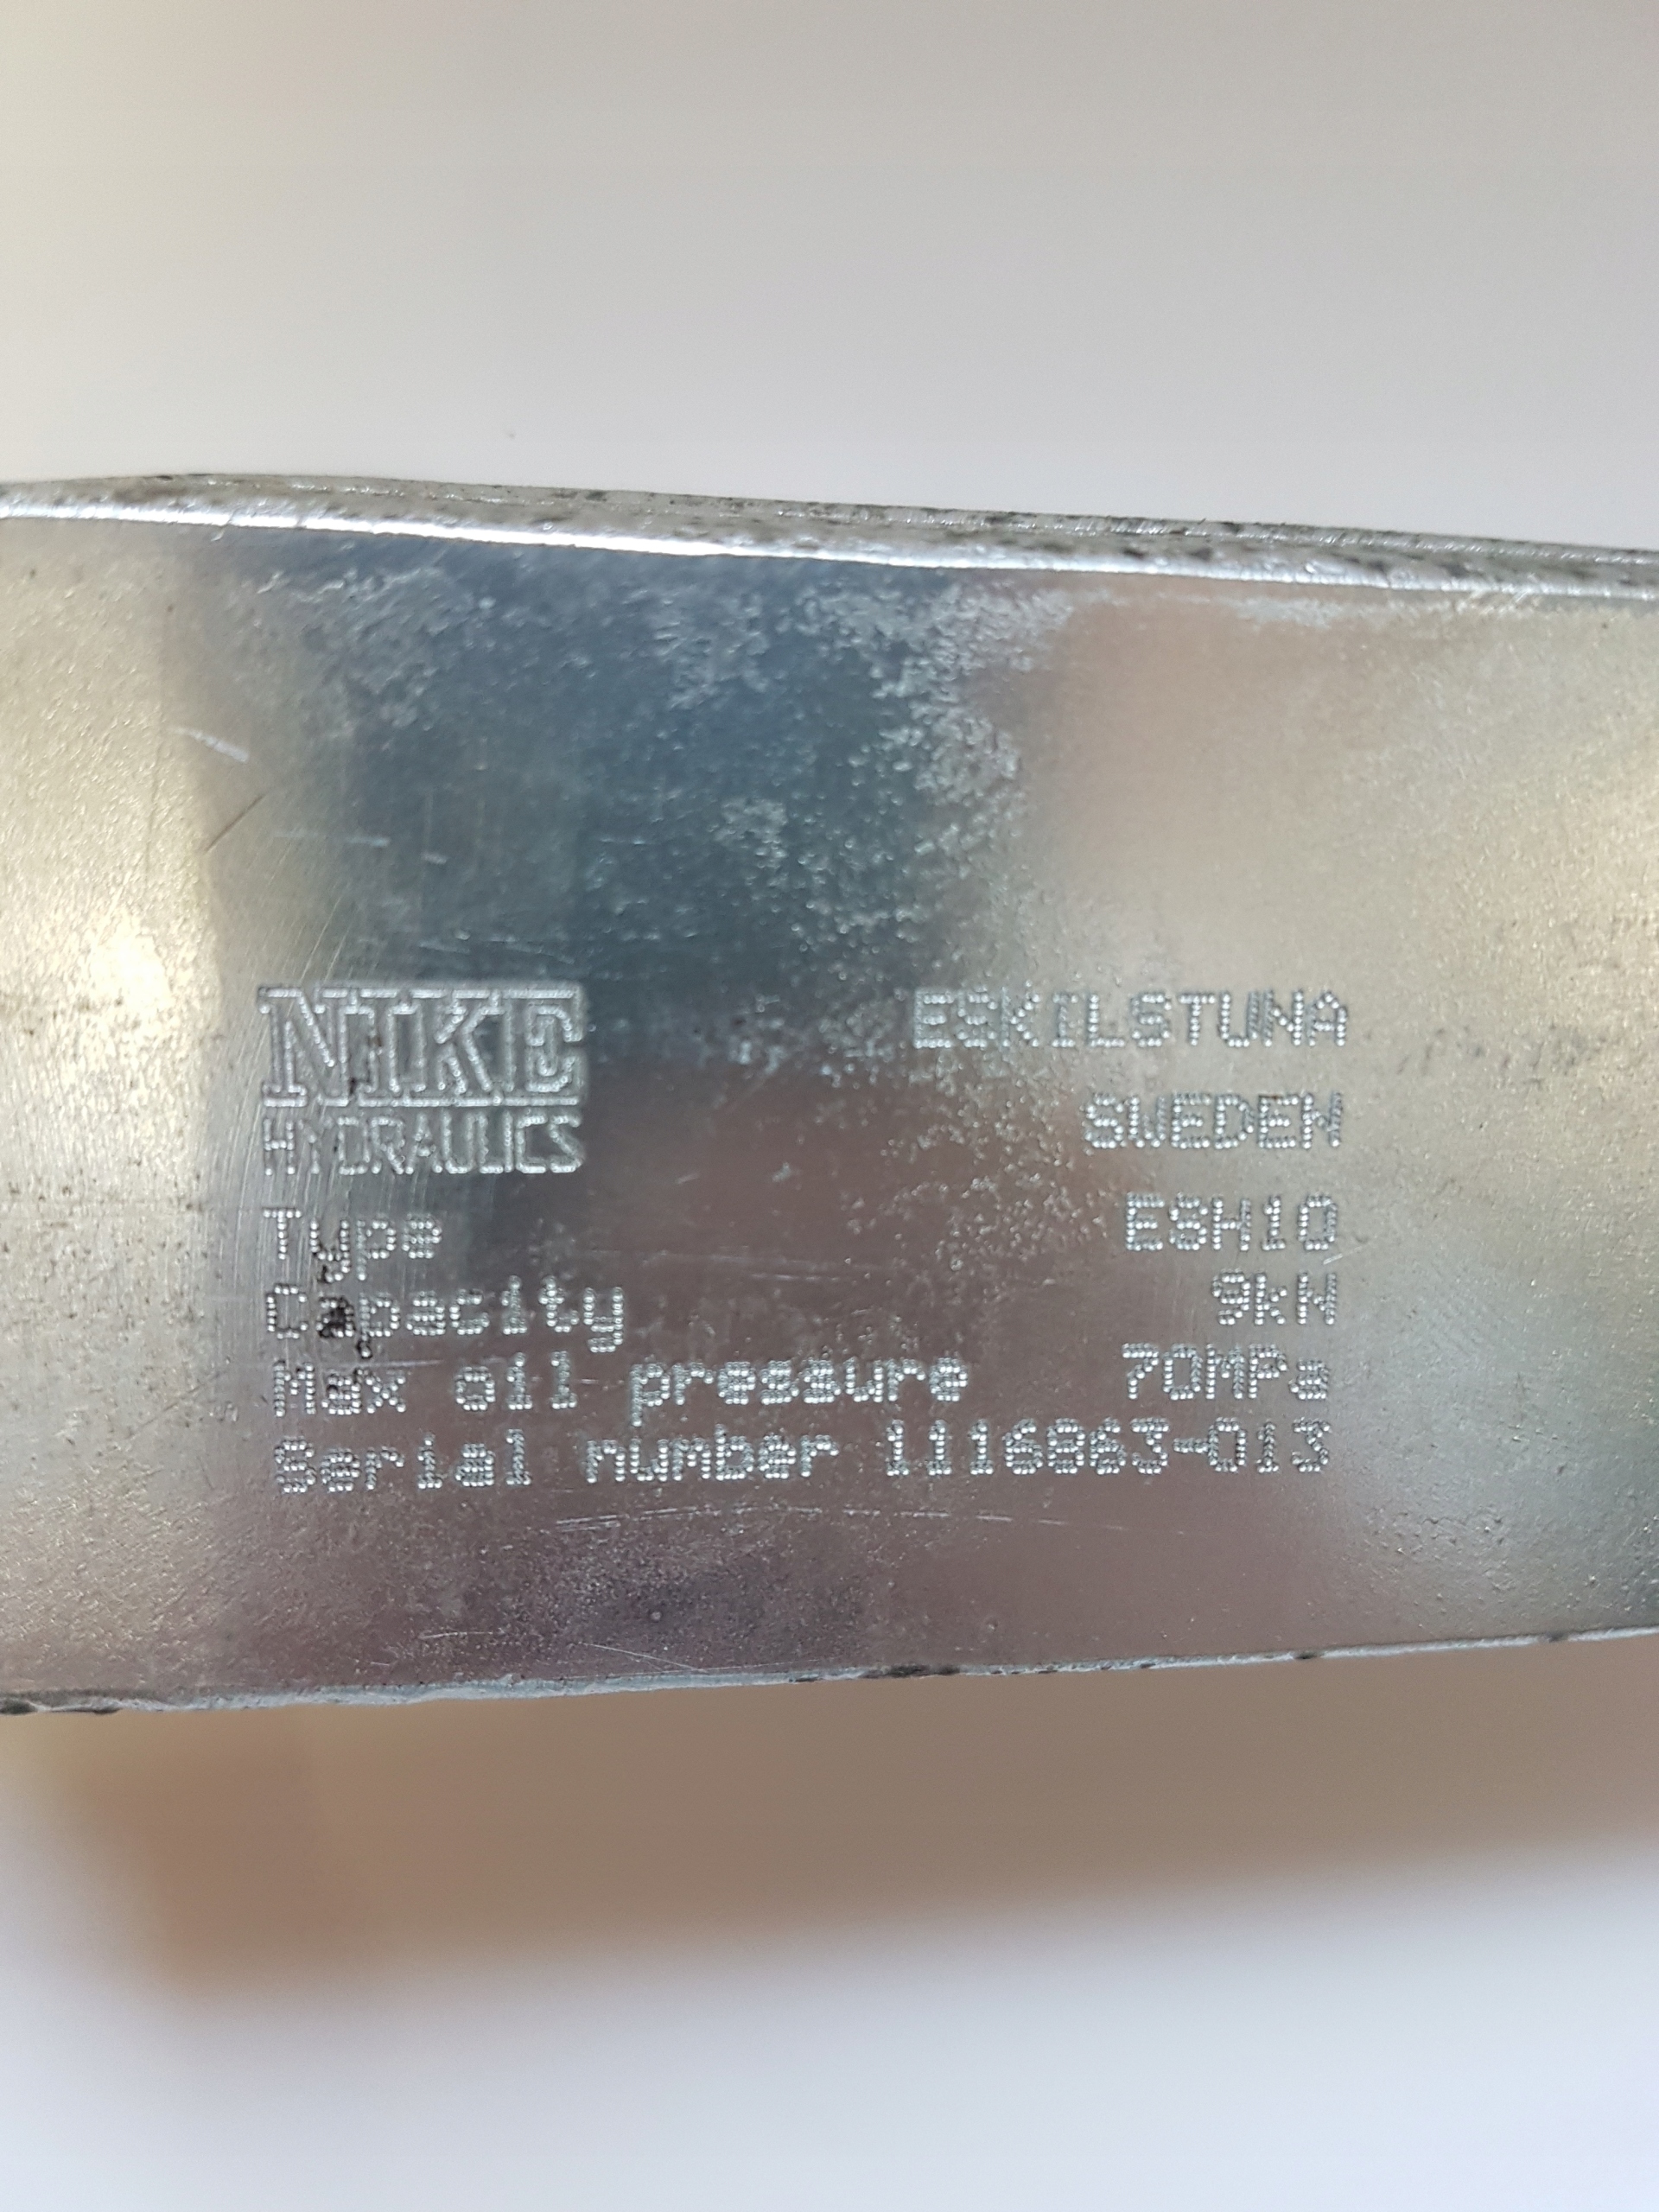 NIKE ESKILSTUNA
HYDRAULICS SWEDEN
Type ESH10
Capacity 9kN
Max oil pressure 70MPa
Serial number 1116863-013